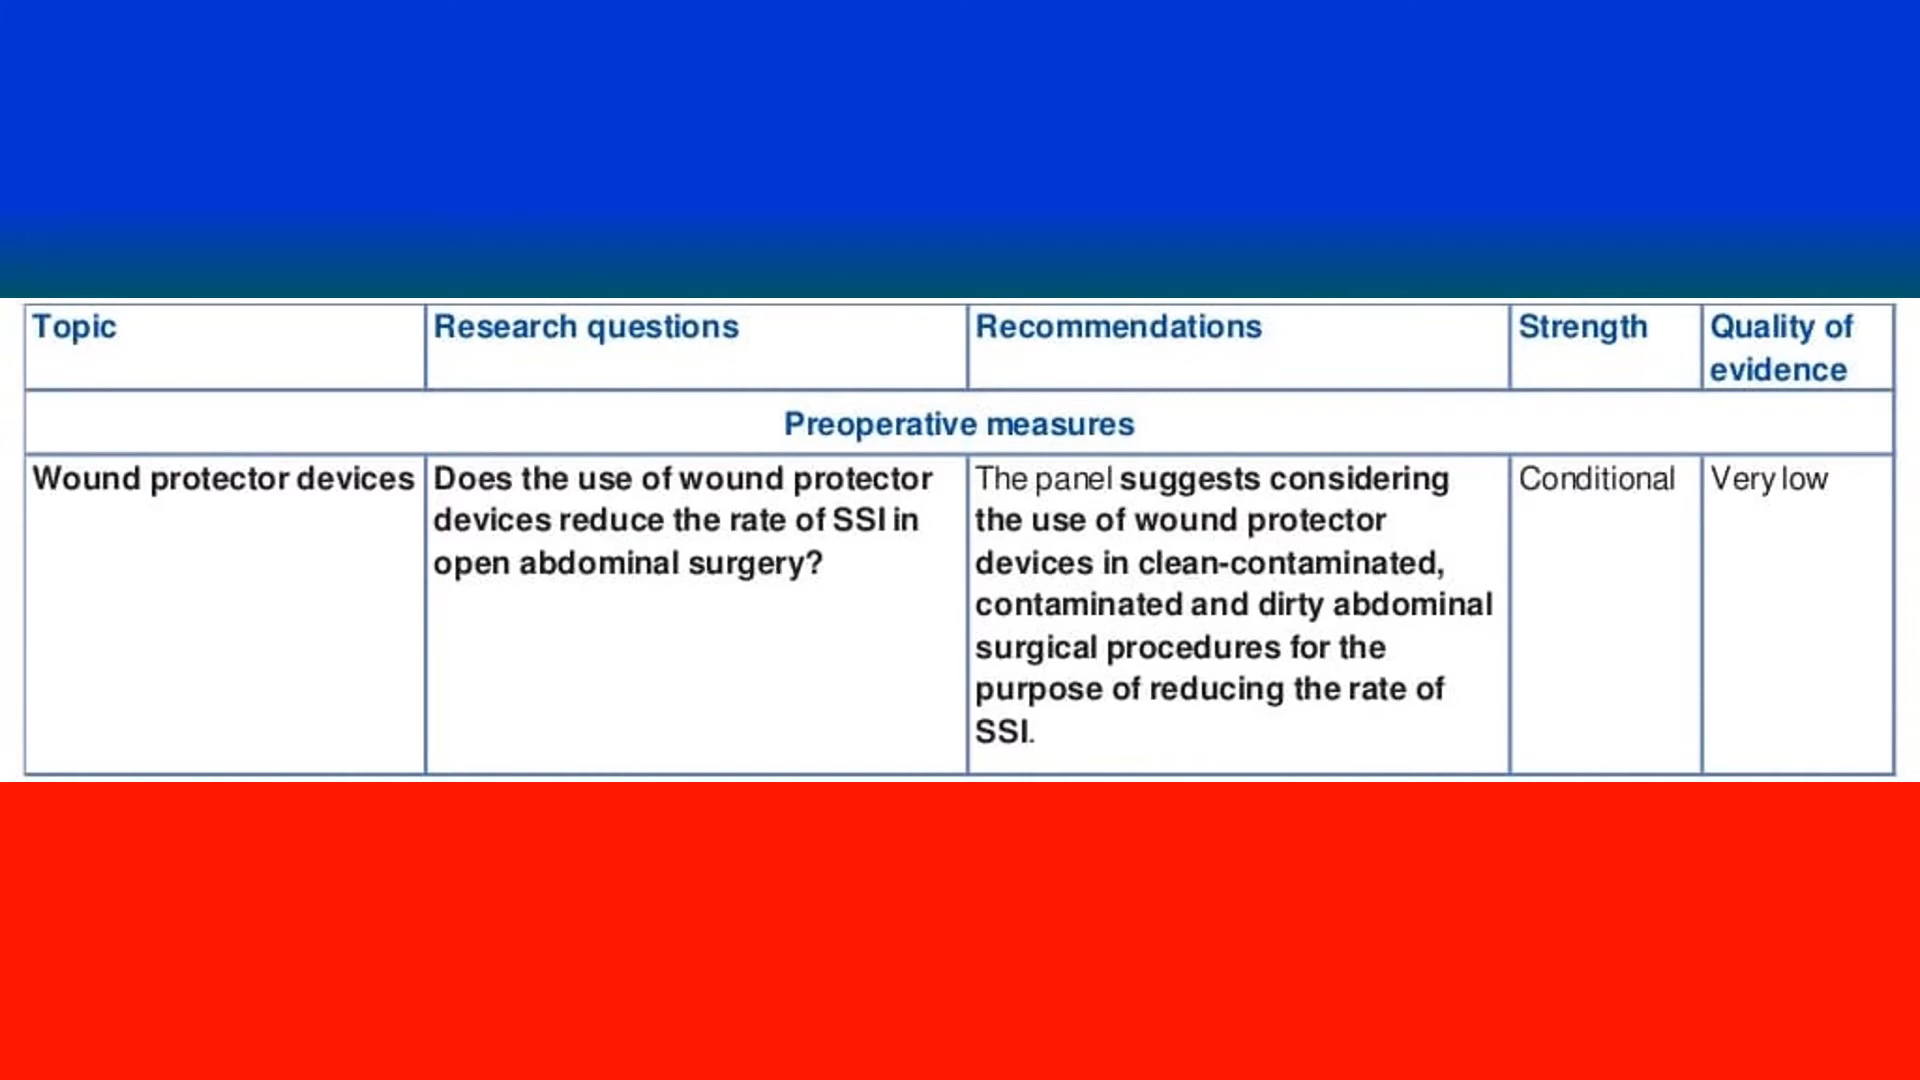 Topic
Research questions
Recommendations
Strength
Quality of
evidence
Preoperative measures
Wound protector devices
Does the use of wound protector
devices reduce the rate of SSI in
open abdominal surgery?
The panel suggests considering
the use of wound protector
devices in clean-contaminated,
contaminated and dirty abdominal
surgical procedures for the
purpose of reducing the rate of
SSI.
Conditional
Very low